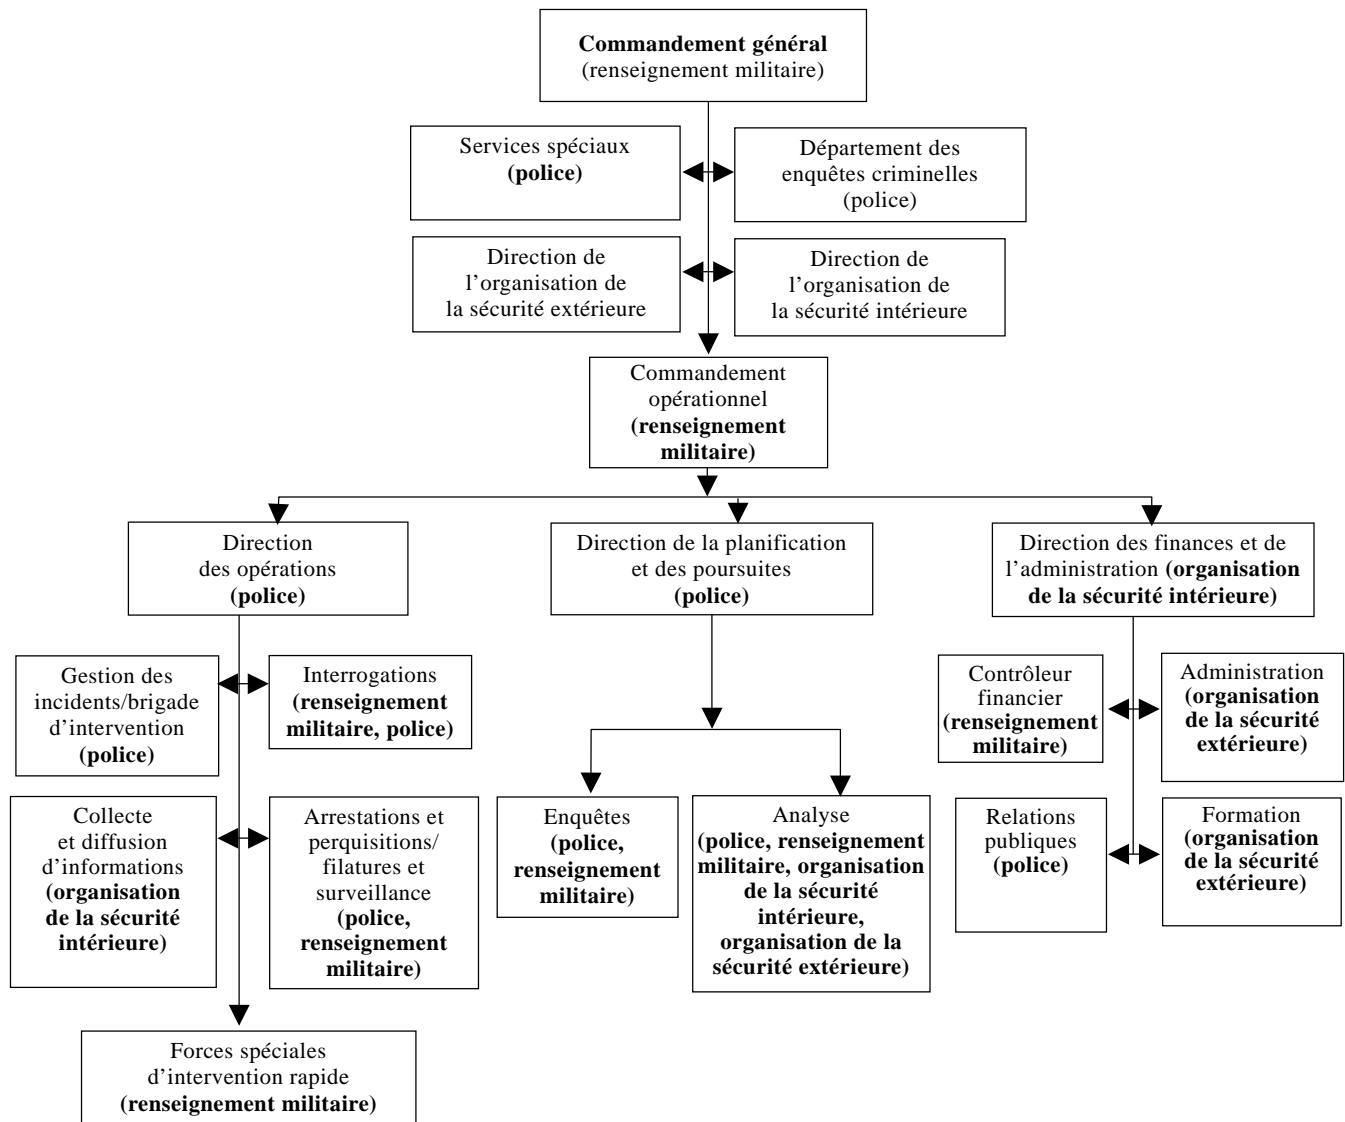 Commandement général
(renseignement militaire)
Services spéciaux
(police)
Département des
enquêtes criminelles
(police)
Direction de
l’organisation de
la sécurité extérieure
Direction de
l’organisation de
la sécurité intérieure
Commandement
opérationnel
(renseignement
militaire)
Direction
des opérations
(police)
Direction de la planification
et des poursuites
(police)
Direction des finances et de
l’administration (organisation
de la sécurité intérieure)
Gestion des
incidents/brigade
d’intervention
(police)
Interrogations
(renseignement
militaire, police)
Contrôleur
financier
(renseignement
militaire)
Administration
(organisation
de la sécurité
extérieure)
Collecte
et diffusion
d’informations
(organisation
de la sécurité
intérieure)
Arrestations et
perquisitions/
filatures et
surveillance
(police,
renseignement
militaire)
Enquêtes
(police,
renseignement
militaire)
Analyse
(police, renseignement
militaire, organisation
de la sécurité
intérieure,
organisation de la
sécurité extérieure)
Relations
publiques
(police)
Formation
(organisation
de la sécurité
extérieure)
Forces spéciales
d’intervention rapide
(renseignement militaire)